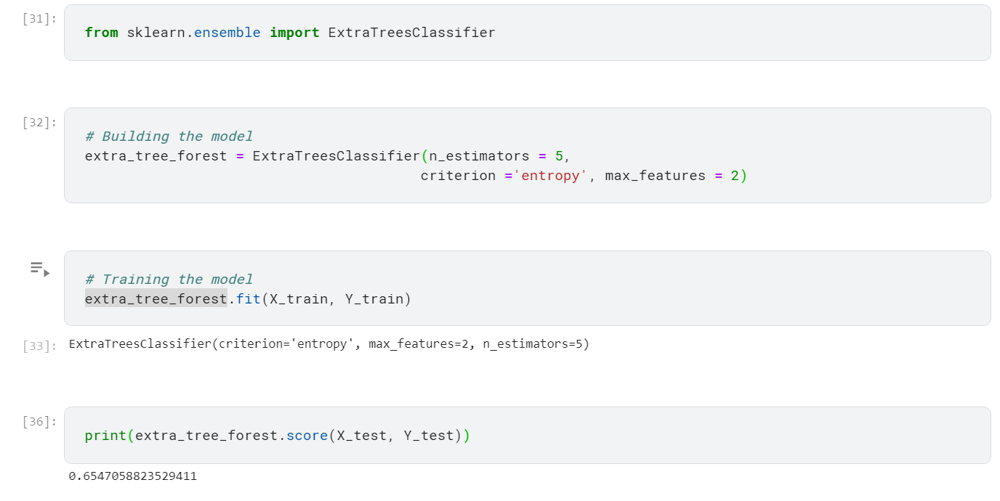 [31]:
from sklearn.ensemble import ExtraTreesClassifier
[32]:
# Building the model
extra_tree_forest = ExtraTreesClassifier(n_estimators = 5,
                                        criterion ='entropy', max_features = 2)
# Training the model
extra_tree_forest.fit(X_train, Y_train)
[33]:
ExtraTreesClassifier(criterion='entropy', max_features=2, n_estimators=5)
[36]:
print(extra_tree_forest.score(X_test, Y_test))
0.6547058823529411